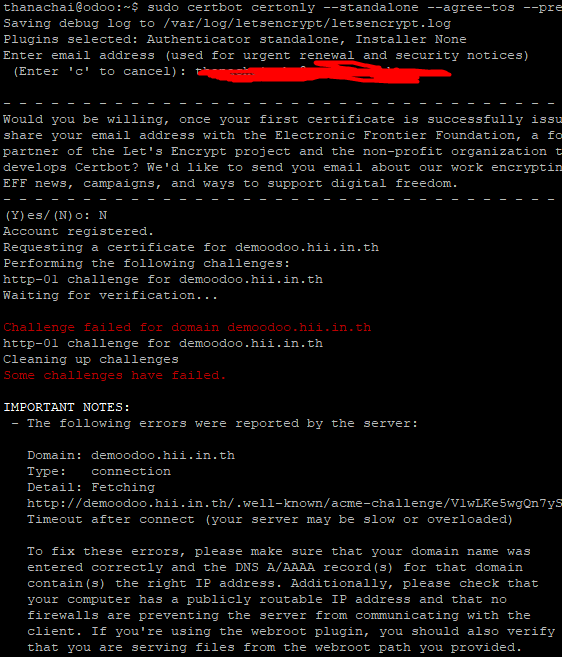 thanachai@odoo:~$ sudo certbot certonly --standalone --agree-tos --pre
Saving debug log to /var/log/letsencrypt/letsencrypt.log
Plugins selected: Authenticator standalone, Installer None
Enter email address (used for urgent renewal and security notices)
(Enter 'c' to cancel):
- - - - - - - - - - - - - - - - - - - - - - - - - - - - - - - - - - -
Would you be willing, once your first certificate is successfully issu
share your email address with the Electronic Frontier Foundation, a fo
partner of the Let's Encrypt project and the non-profit organization t
develops Certbot? We'd like to send you email about our work encryptin
EFF news, campaigns, and ways to support digital freedom.
- - - - - - - - - - - - - - - - - - - - - - - - - - - - - - - - - - -
(Y)es/(N)o: N
Account registered.
Requesting a certificate for demoodoo.hii.in.th
Performing the following challenges:
http-01 challenge for demoodoo.hii.in.th
Waiting for verification...
Challenge failed for domain demoodoo.hii.in.th
http-01 challenge for demoodoo.hii.in.th
Cleaning up challenges
Some challenges have failed.
IMPORTANT NOTES:
- The following errors were reported by the server:
Domain: demoodoo.hii.in.th
Type:   connection
Detail: Fetching
http://demoodoo.hii.in.th/.well-known/acme-challenge/V1wLKe5wgQn7yS
Timeout after connect (your server may be slow or overloaded)
To fix these errors, please make sure that your domain name was
entered correctly and the DNS A/AAAA record(s) for that domain
contain(s) the right IP address. Additionally, please check that
your computer has a publicly routable IP address and that no
firewalls are preventing the server from communicating with the
client. If you're using the webroot plugin, you should also verify
that you are serving files from the webroot path you provided.